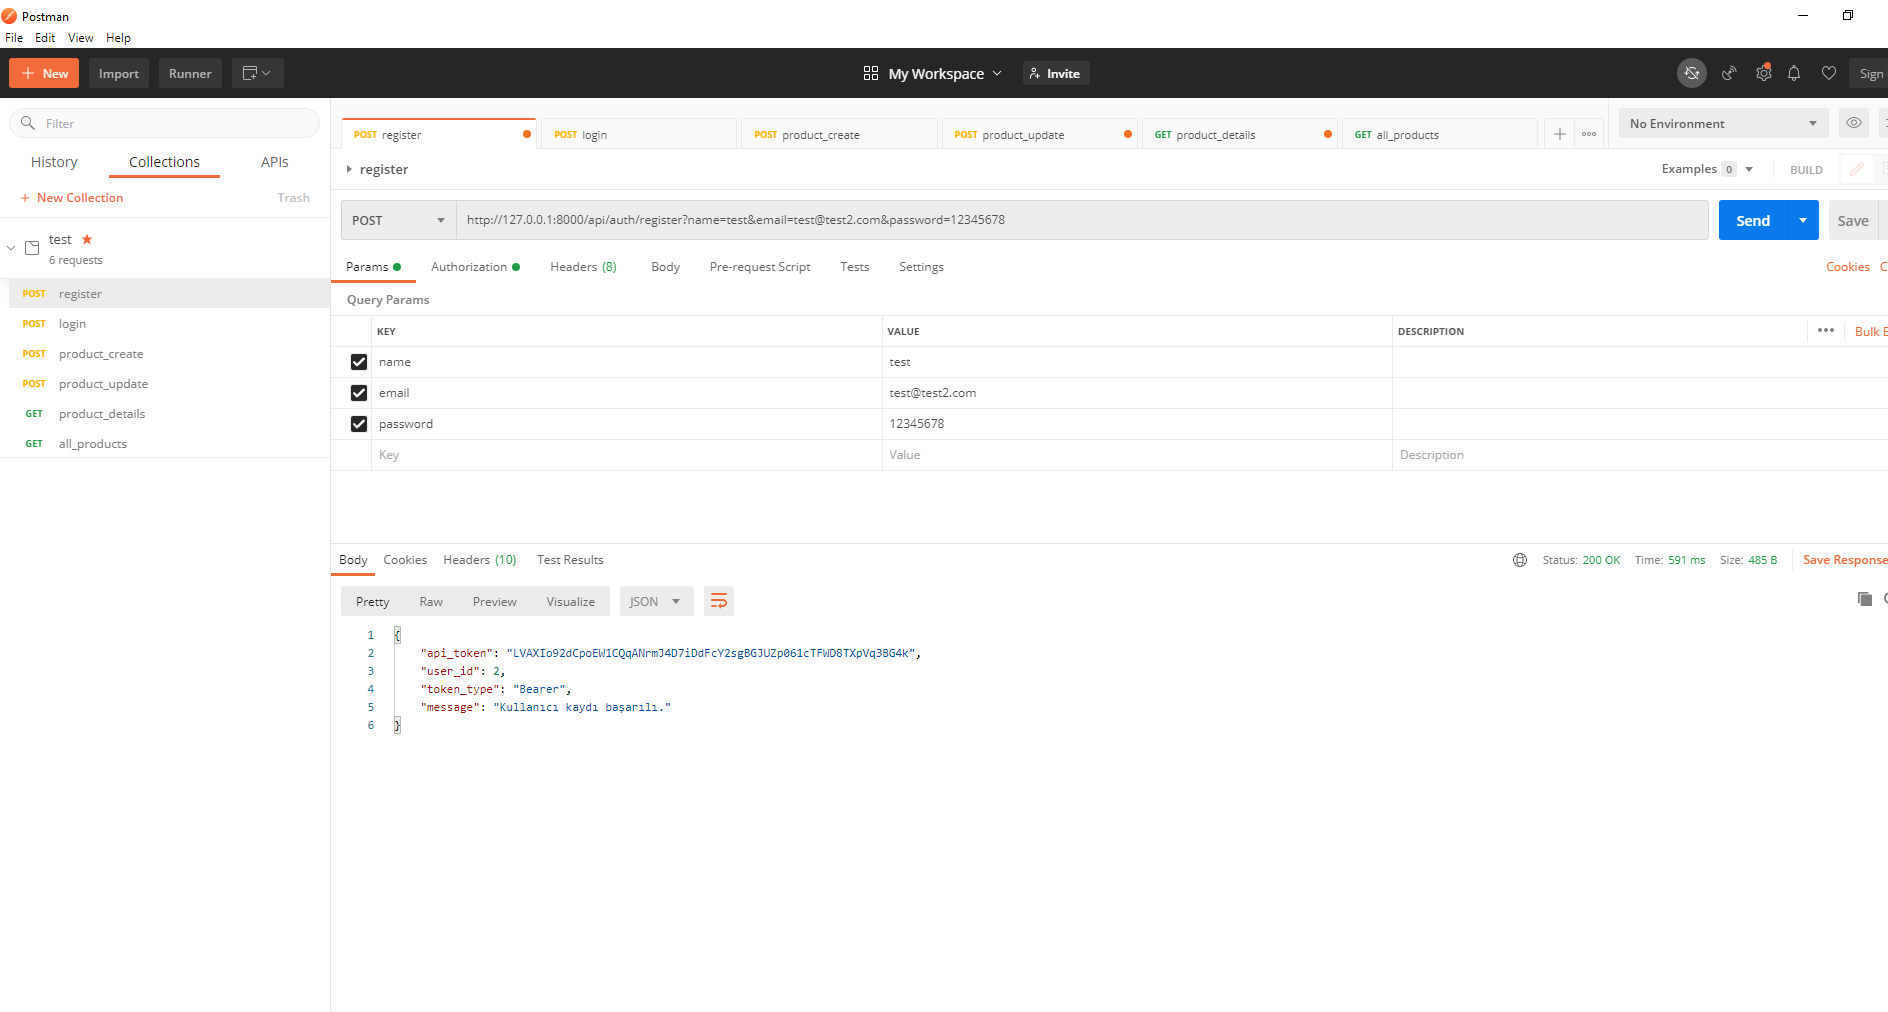 Postman
File Edit View Help
New Import Runner My Workspace Invite Sign
Filter
History Collections APIs
New Collection Trash
test
6 requests
POST register
POST login
POST product_create
POST product_update
GET product_details
GET all_products
POST register POST login POST product_create POST product_update GET product_details GET all_products
No Environment
register
Examples 0 BUILD
POST http://127.0.0.1:8000/api/auth/register?name=test&email=test@test2.com&password=12345678 Send Save
Params Authorization Headers (8) Body Pre-request Script Tests Settings Cookies C
Query Params
KEY VALUE DESCRIPTION Bulk E
name test
email test@test2.com
password 12345678
Key Value Description
Body Cookies Headers (10) Test Results Status: 200 OK Time: 591 ms Size: 485 B Save Response
Pretty Raw Preview Visualize JSON
1 {
2 "api_token": "LVAXIo92dCpoEW1CQqANrmJ4D7iDdFcY2sgBGJUZp061cTFWD8TXpVq3BG4k",
3 "user_id": 2,
4 "token_type": "Bearer",
5 "message": "Kullanıcı kaydı başarılı."
6 }